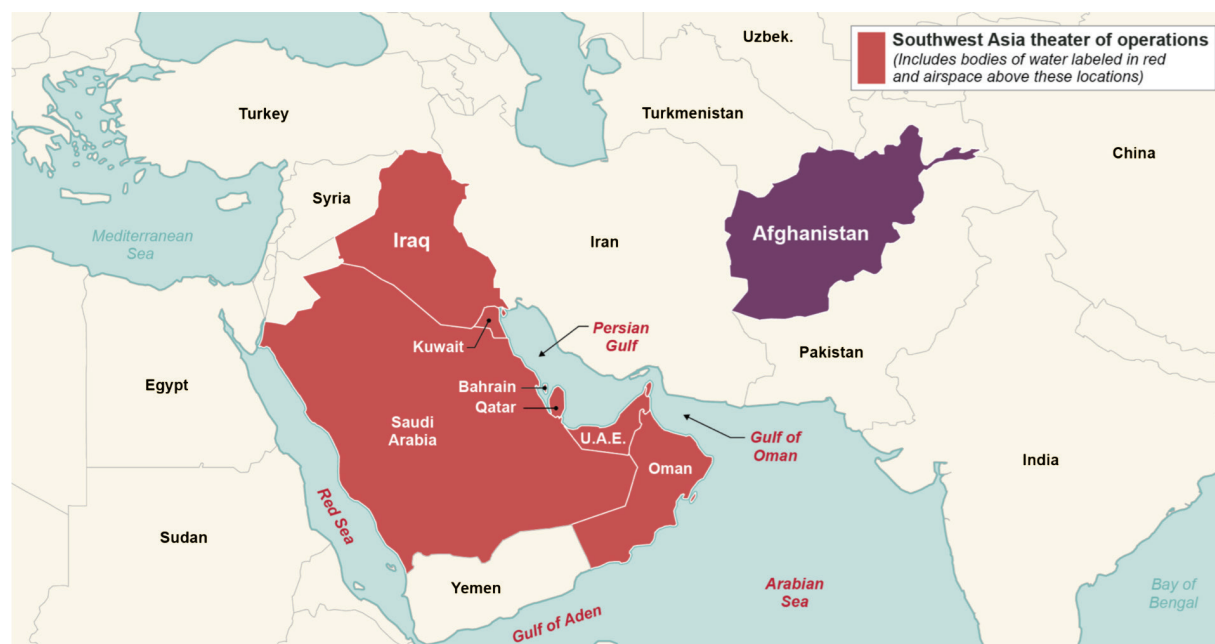 Uzbek.
Southwest Asia theater of operations
(Includes bodies of water labeled in red
and airspace above these locations)
Turkey
Turkmenistan
China
Syria
Mediterranean
Sea
Iraq
Iran
Afghanistan
Persian
Gulf
Kuwait
Pakistan
Egypt
Bahrain
Qatar
Saudi
Arabia
U.A.E.
Gulf of
Oman
Oman
India
Red Sea
Sudan
Yemen
Arabian
Sea
Bay of
Bengal
Gulf of Aden